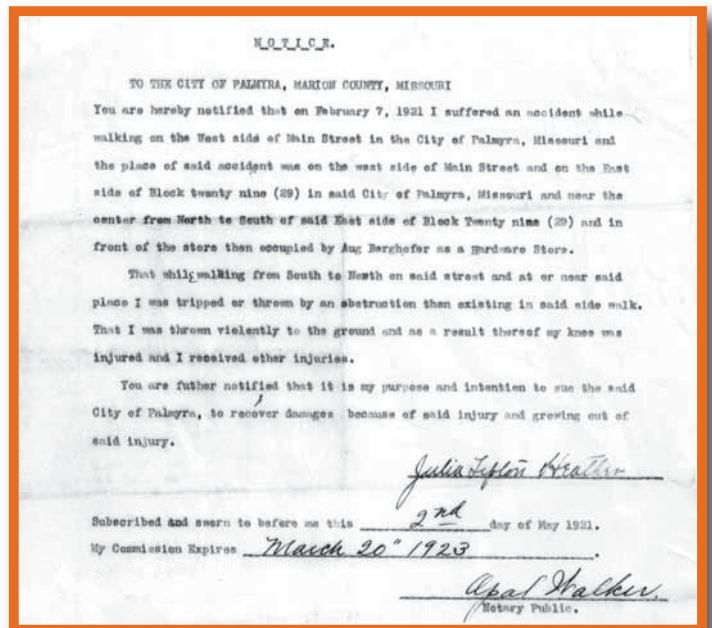 N O T I C E.
TO THE CITY OF PALMYRA, MARION COUNTY, MISSOURI
You are hereby notified that on February 7, 1921 I suffered an accident while
walking on the West side of Main Street in the City of Palmyra, Missouri and
the place of said accident was on the west side of Main Street and on the East
side of Block twenty nine (29) in said City of Palmyra, Missouri and near the
center from North to South of said East side of Block Twenty nine (29) and in
front of the store then occupied by Aug Berghofer as a Hardware Store.
That while walking from South to North on said street and at or near said
place I was tripped or thrown by an obstruction then existing in said side walk.
That I was thrown violently to the ground and as a result thereof my knee was
injured and I received other injuries.
You are futher notified that it is my purpose and intention to sue the said
City of Palmyra, to recover damages because of said injury and growing out of
said injury.
Julia Tipton Heather
Subscribed and sworn to before me this 2nd day of May 1921.
My Commission Expires March 20" 1923.
Opal Walker.
Notary Public.